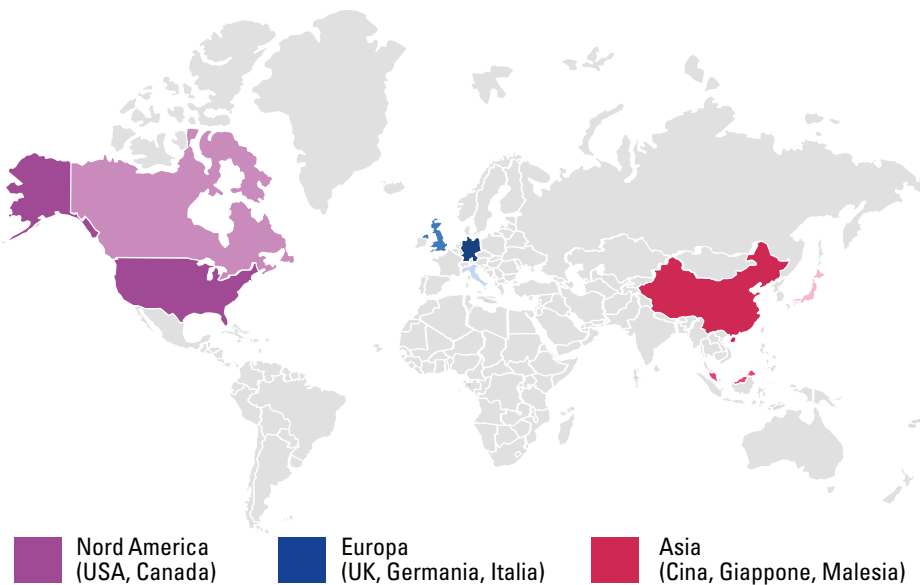 Nord America
(USA, Canada)
Europa
(UK, Germania, Italia)
Asia
(Cina, Giappone, Malesia)